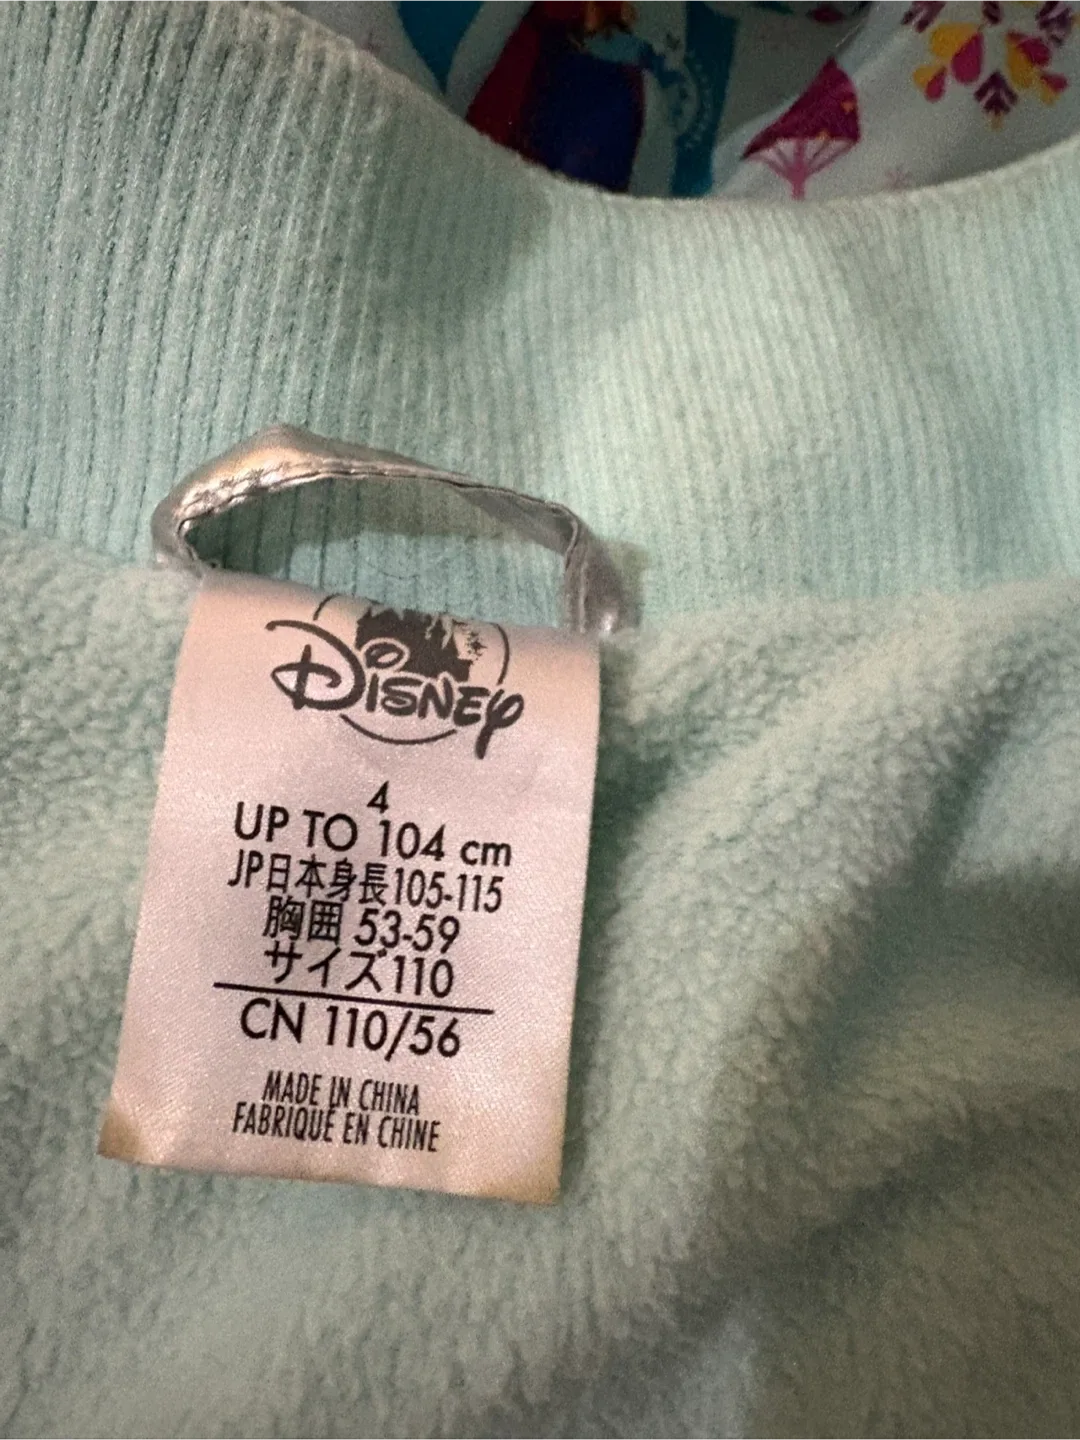 Disney
4
UP TO 104 cm
JP日本身長105-115
胸囲 53-59
サイズ110
CN 110/56
MADE IN CHINA
FABRIQUÉ EN CHINE